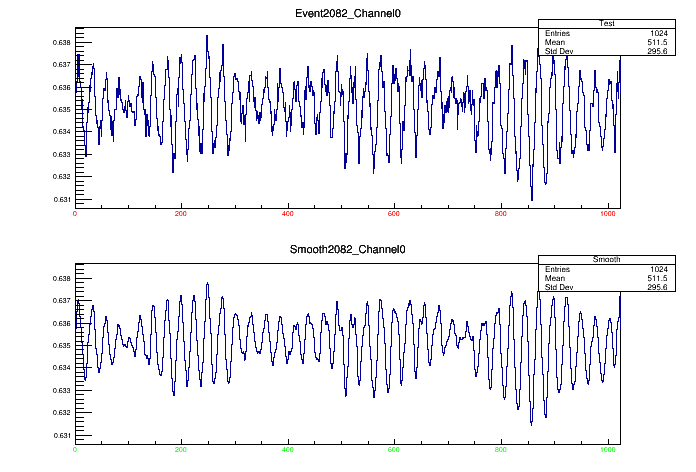 Event2082_Channel0
Test
Entries 1024
Mean 511.5
Std Dev 295.6
0.638
0.637
0.636
0.635
0.634
0.633
0.632
0.631
0 200 400 600 800 1000
Smooth2082_Channel0
Smooth
Entries 1024
Mean 511.5
Std Dev 295.6
0.638
0.637
0.636
0.635
0.634
0.633
0.632
0.631
0 200 400 600 800 1000